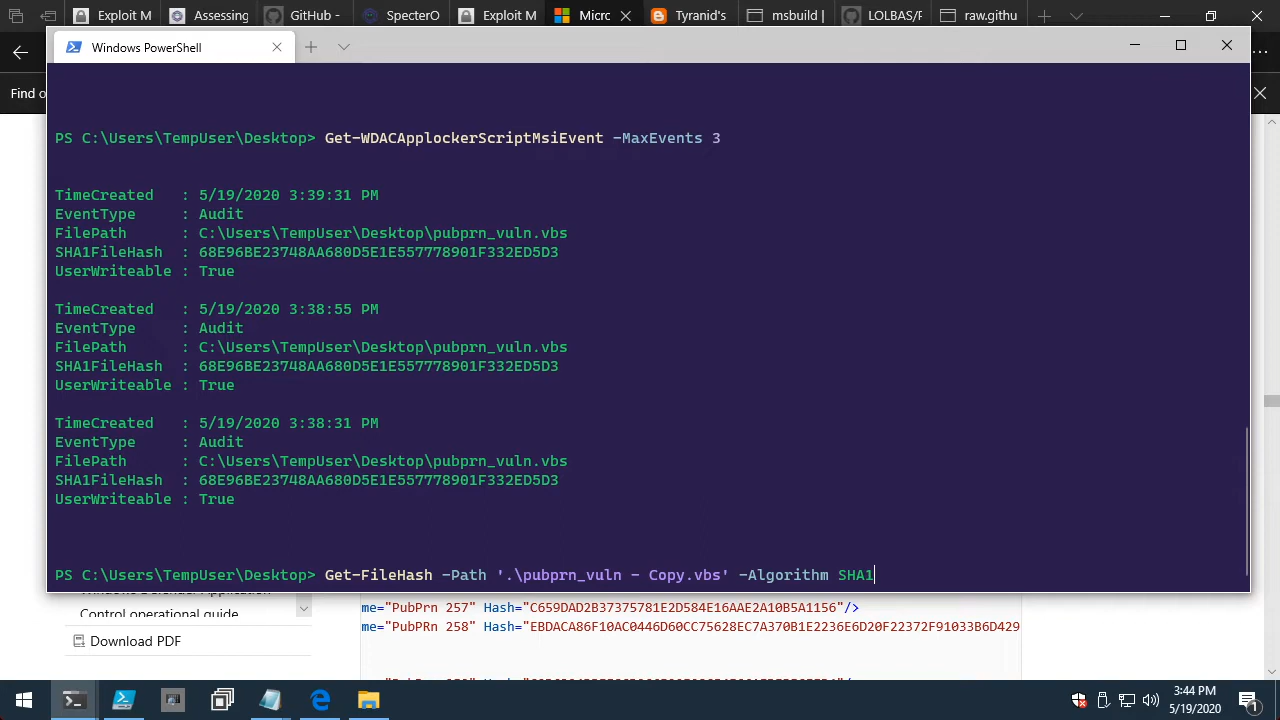 Exploit M
Assessing
GitHub -
SpecterO
Exploit M
Micro
Tyranid's
msbuild |
LOLBAS/P
raw.githu
Windows PowerShell
Find o
PS C:\Users\TempUser\Desktop> Get-WDACApplockerScriptMsiEvent -MaxEvents 3
TimeCreated : 5/19/2020 3:39:31 PM
EventType : Audit
FilePath : C:\Users\TempUser\Desktop\pubprn_vuln.vbs
SHA1FileHash : 68E96BE23748AA680D5E1E557778901F332ED5D3
UserWriteable : True
TimeCreated : 5/19/2020 3:38:55 PM
EventType : Audit
FilePath : C:\Users\TempUser\Desktop\pubprn_vuln.vbs
SHA1FileHash : 68E96BE23748AA680D5E1E557778901F332ED5D3
UserWriteable : True
TimeCreated : 5/19/2020 3:38:31 PM
EventType : Audit
FilePath : C:\Users\TempUser\Desktop\pubprn_vuln.vbs
SHA1FileHash : 68E96BE23748AA680D5E1E557778901F332ED5D3
UserWriteable : True
PS C:\Users\TempUser\Desktop> Get-FileHash -Path '.\pubprn_vuln - Copy.vbs' -Algorithm SHA1
Control operational guide
Download PDF
me="PubPrn 257" Hash="C659DAD2B37375781E2D584E16AAE2A10B5A1156"/>
me="PubPRn 258" Hash="EBDACA86F10AC0446D60CC75628EC7A370B1E2236E6D20F22372F91033B6D429
3:44 PM
5/19/2020
1